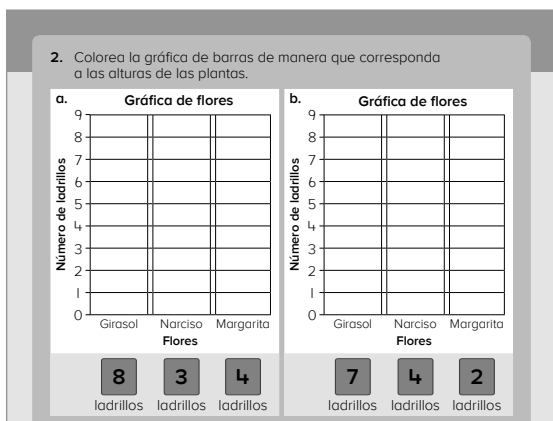 2. Colorea la gráfica de barras de manera que corresponda
a las alturas de las plantas.
a. Gráfica de flores
Número de ladrillos
9
8
7
6
5
4
3
2
1
0
Girasol Narciso Margarita
Flores
8 3 4
ladrillos ladrillos ladrillos
b. Gráfica de flores
Número de ladrillos
9
8
7
6
5
4
3
2
1
0
Girasol Narciso Margarita
Flores
7 4 2
ladrillos ladrillos ladrillos